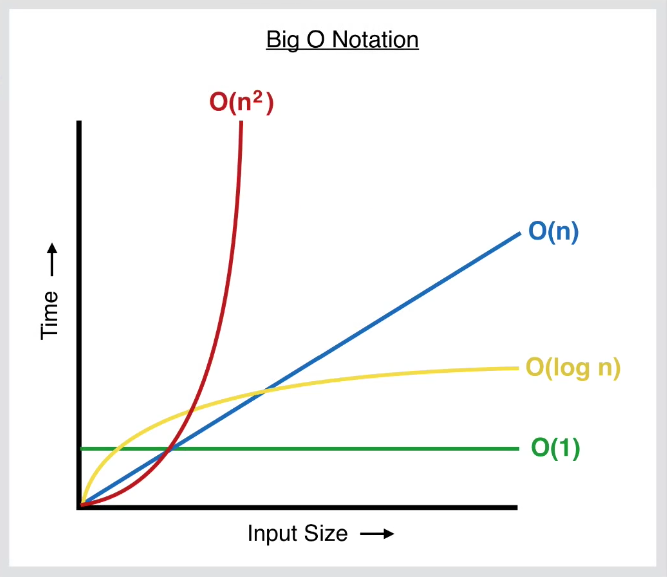 Big O Notation
O(n²)
O(n)
Time →
O(log n)
O(1)
Input Size →